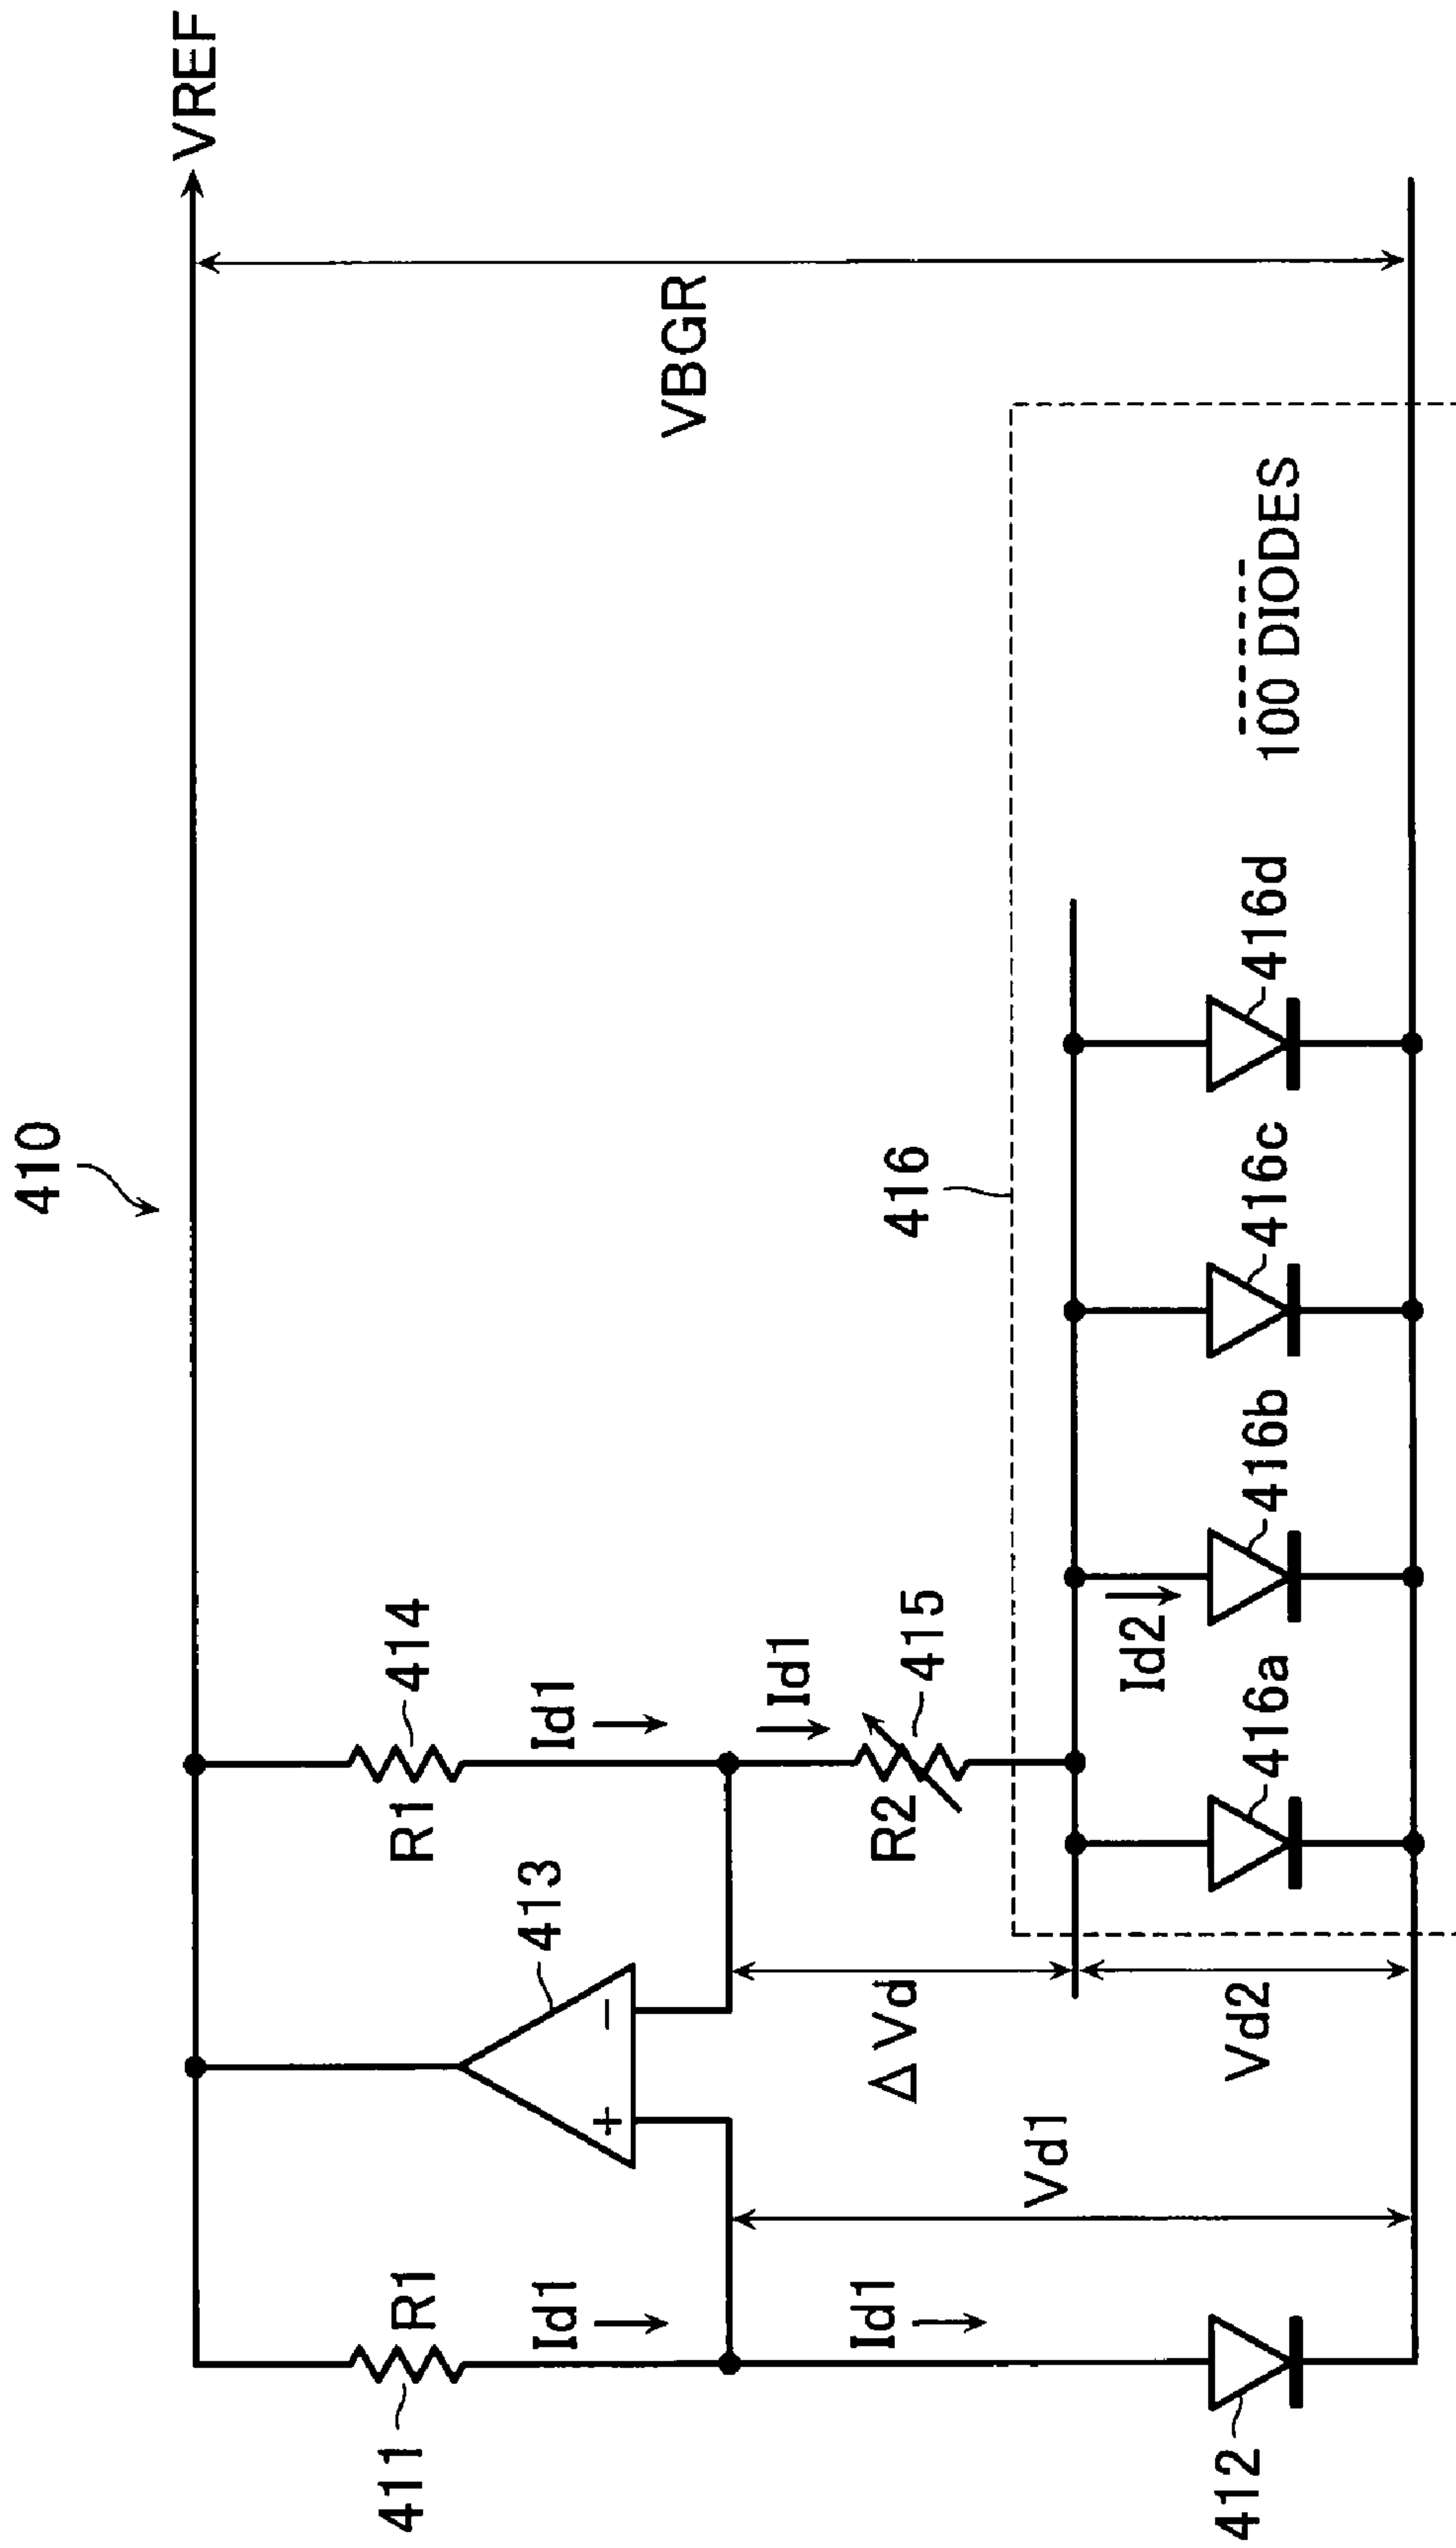 410
VREF
VBGR
411
R1
Id1
Id1
412
413
+
−
R1
414
Id1
Id1
R2
415
ΔVd
Vd1
Vd2
416
Id2
416a
416b
416c
416d
100 DIODES